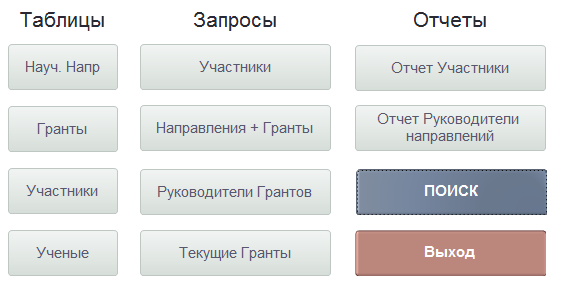 Таблицы Запросы Отчеты
Науч. Напр Участники Отчет Участники
Гранты Направления + Гранты Отчет Руководители
направлений
Участники Руководители Грантов ПОИСК
Ученые Текущие Гранты Выход